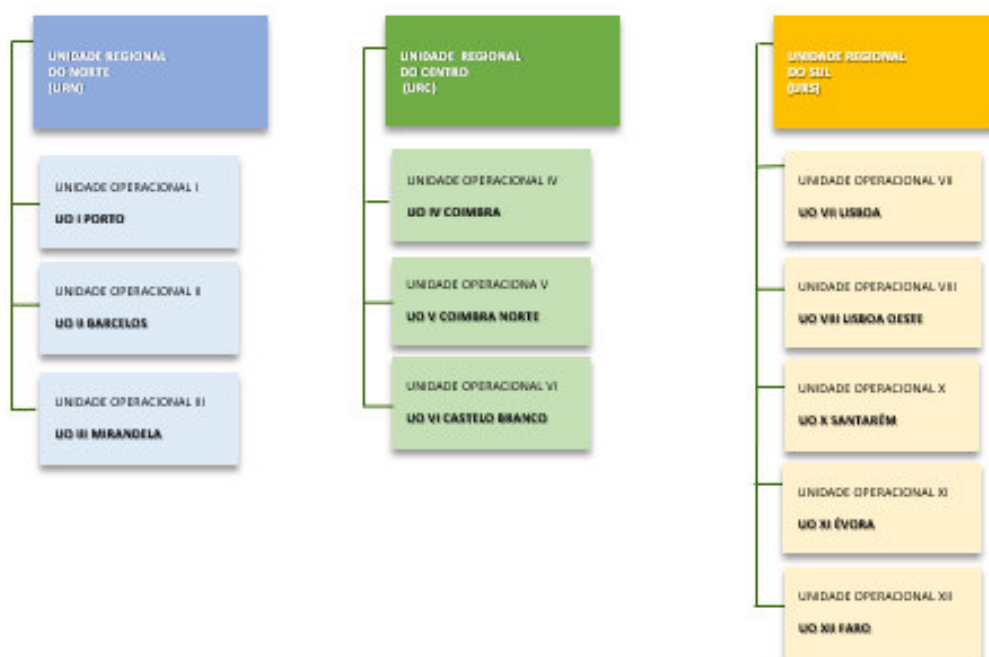 UNIDADE REGIONAL
DO NORTE
(URN)
UNIDADE OPERACIONAL I
UO I PORTO
UNIDADE OPERACIONAL II
UO II BARCELOS
UNIDADE OPERACIONAL III
UO III MIRANDELA
UNIDADE REGIONAL
DO CENTRO
(URC)
UNIDADE OPERACIONAL IV
UO IV COIMBRA
UNIDADE OPERACIONA V
UO V COIMBRA NORTE
UNIDADE OPERACIONAL VI
UO VI CASTELO BRANCO
UNIDADE REGIONAL
DO SUL
(URS)
UNIDADE OPERACIONAL VII
UO VII LISBOA
UNIDADE OPERACIONAL VIII
UO VIII LISBOA OESTE
UNIDADE OPERACIONAL X
UO X SANTARÉM
UNIDADE OPERACIONAL XI
UO XI ÉVORA
UNIDADE OPERACIONAL XII
UO XII FARO